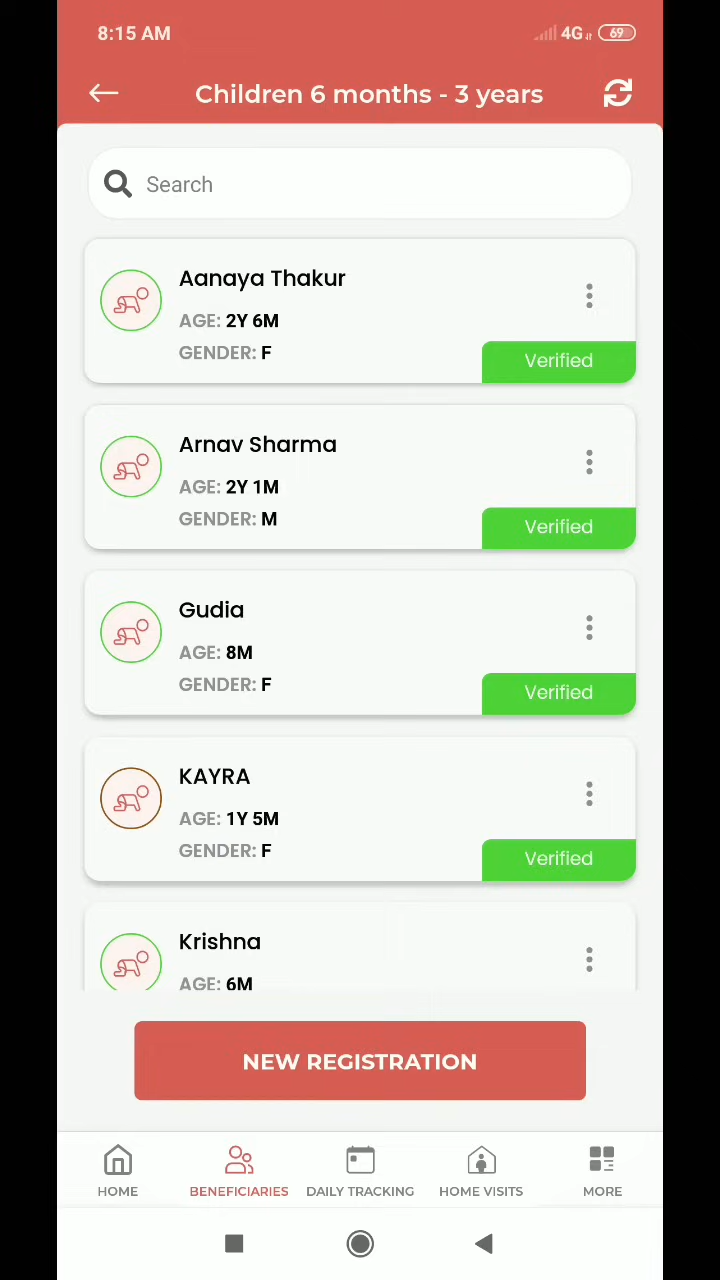 8:15 AM 4G 69
Children 6 months - 3 years
Search
Aanaya Thakur
AGE: 2Y 6M
GENDER: F
Verified
Arnav Sharma
AGE: 2Y 1M
GENDER: M
Verified
Gudia
AGE: 8M
GENDER: F
Verified
KAYRA
AGE: 1Y 5M
GENDER: F
Verified
Krishna
AGE: 6M
NEW REGISTRATION
HOME BENEFICIARIES DAILY TRACKING HOME VISITS MORE